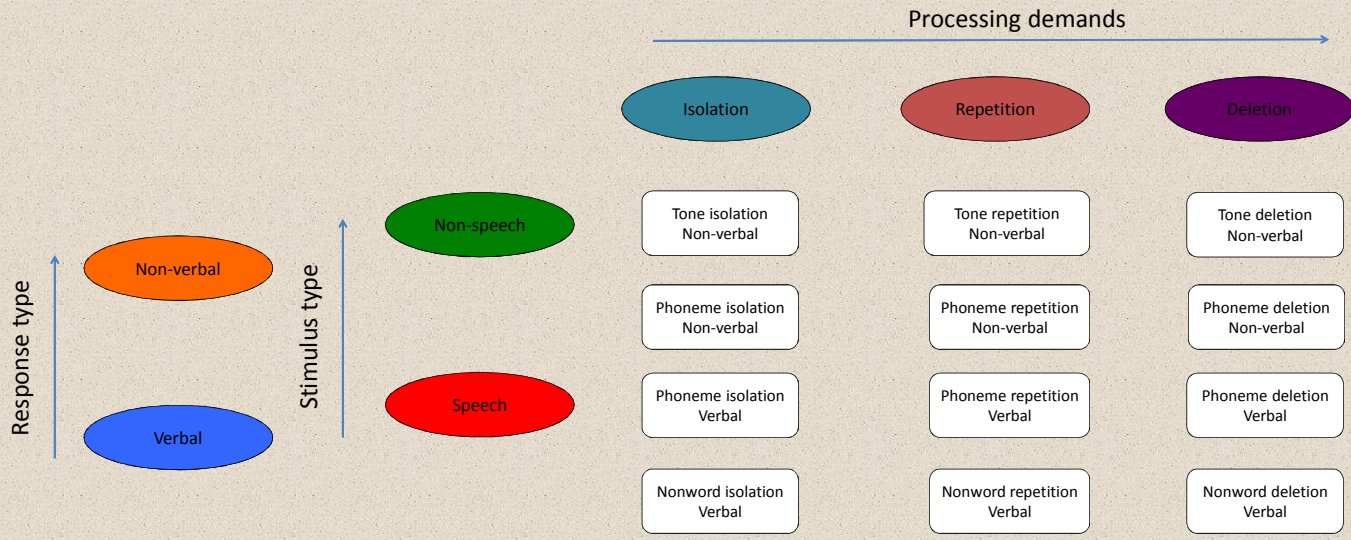 Processing demands
Isolation
Repetition
Deletion
Response type
Non-verbal
Verbal
Stimulus type
Non-speech
Speech
Tone isolation
Non-verbal
Tone repetition
Non-verbal
Tone deletion
Non-verbal
Phoneme isolation
Non-verbal
Phoneme repetition
Non-verbal
Phoneme deletion
Non-verbal
Phoneme isolation
Verbal
Phoneme repetition
Verbal
Phoneme deletion
Verbal
Nonword isolation
Verbal
Nonword repetition
Verbal
Nonword deletion
Verbal